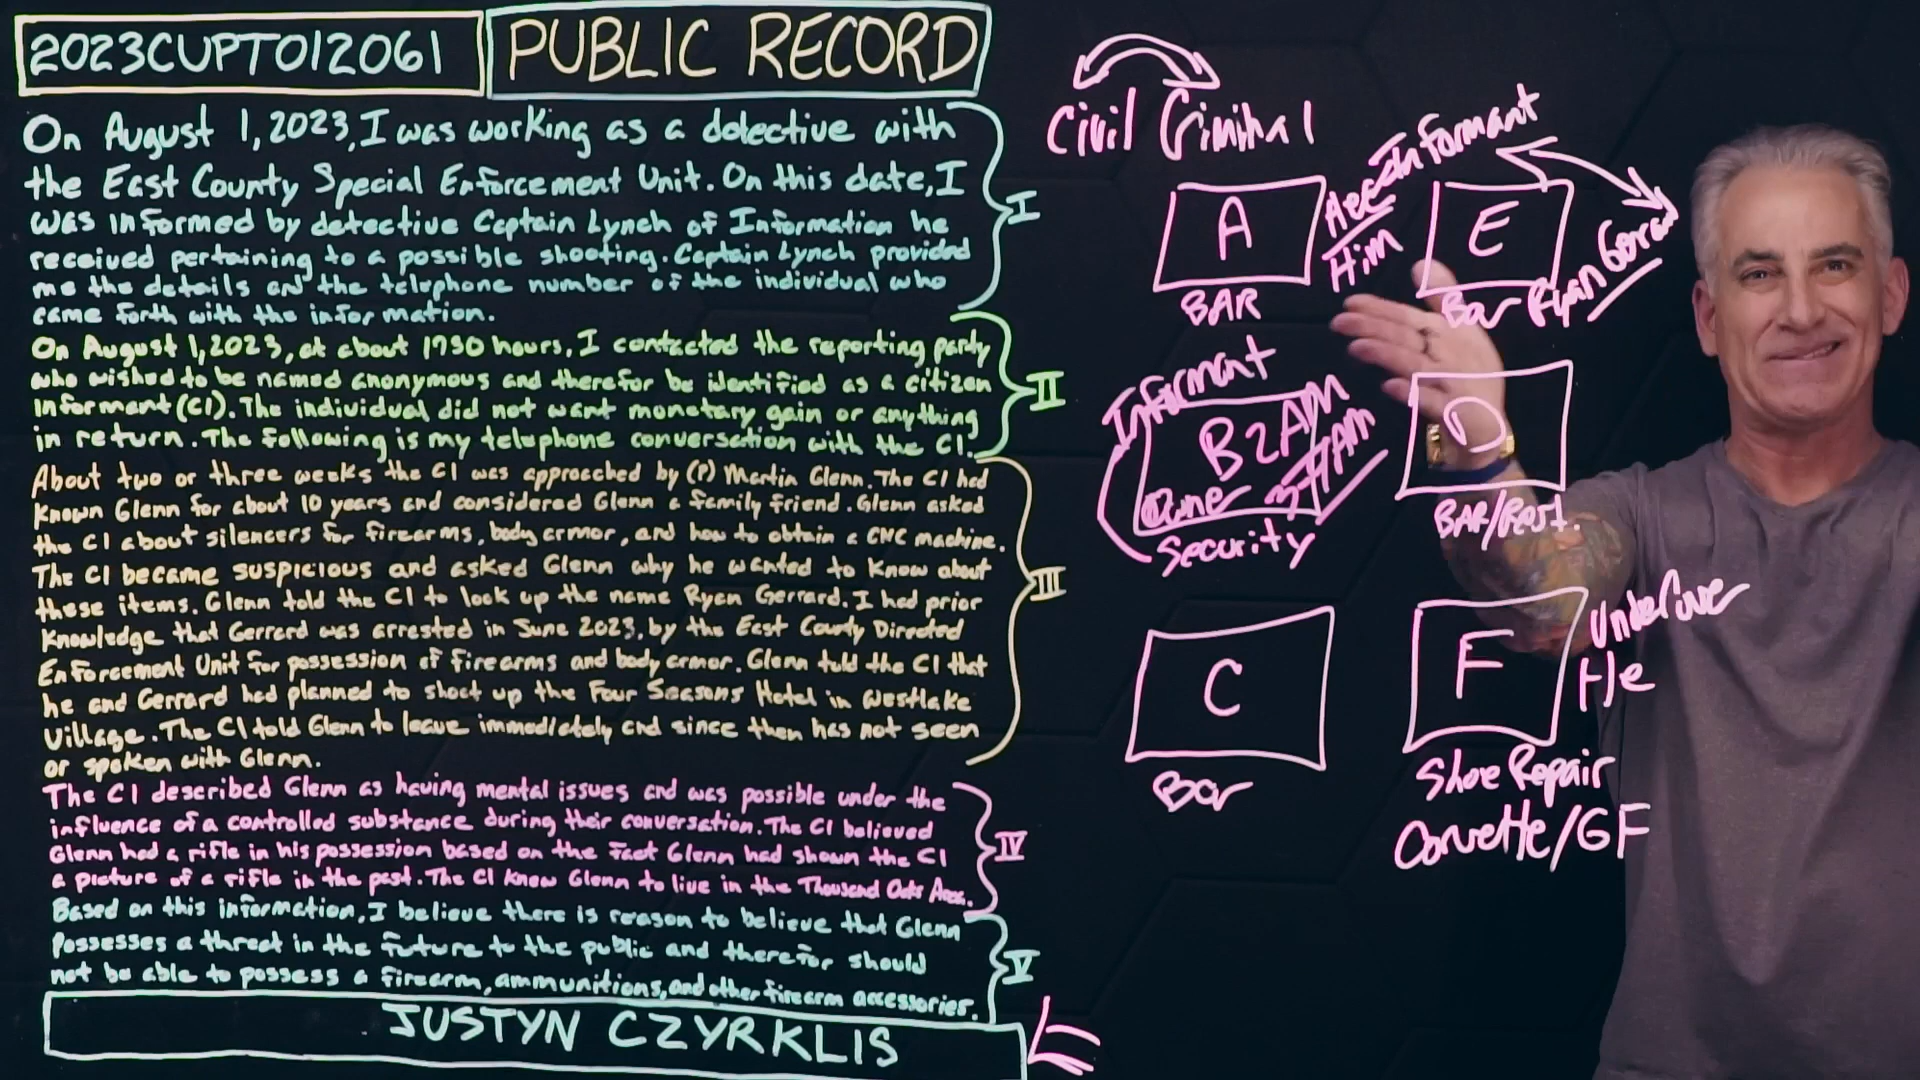 2023CUPT012061
PUBLIC RECORD
On August 1, 2023, I was working as a detective with
the East County Special Enforcement Unit. On this date, I
was informed by detective Captain Lynch of Information he
received pertaining to a possible shooting. Captain Lynch provided
me the details and the telephone number of the individual who
came forth with the information.
I
On August 1, 2023, at about 1730 hours, I contacted the reporting party
who wished to be named anonymous and therefor be identified as a citizen
informant (CI). The individual did not want monetary gain or anything
in return. The following is my telephone conversation with the CI.
II
About two or three weeks the CI was approached by (P) Martin Glenn. The CI had
known Glenn for about 10 years and considered Glenn a family friend. Glenn asked
the CI about silencers for firearms, body armor, and how to obtain a CNC machine.
The CI became suspicious and asked Glenn why he wanted to know about
these items. Glenn told the CI to look up the name Ryan Gerrard. I had prior
knowledge that Gerrard was arrested in June 2023, by the East County Directed
Enforcement Unit for possession of firearms and body armor. Glenn told the CI that
he and Gerrard had planned to shoot up the Four Seasons Hotel in Westlake
Village. The CI told Glenn to leave immediately and since then has not seen
or spoken with Glenn.
III
The CI described Glenn as having mental issues and was possible under the
influence of a controlled substance during their conversation. The CI believed
Glenn had a rifle in his possession based on the fact Glenn had shown the CI
a picture of a rifle in the past. The CI knew Glenn to live in the Thousand Oaks Area.
IV
Based on this information, I believe there is reason to believe that Glenn
possesses a threat in the future to the public and therefor should
not be able to possess a firearm, ammunitions, and other firearm accessories.
V
JUSTYN CZYRKLIS
Civil Criminal
A
BAR
Him
Informant
E
Bar Ryan Gerard
Informant
B 2AM
Owner 3-7AM
Security
D
BAR/Rest.
C
Bar
F
Undercover
He
Shoe Repair
Corvette/GF